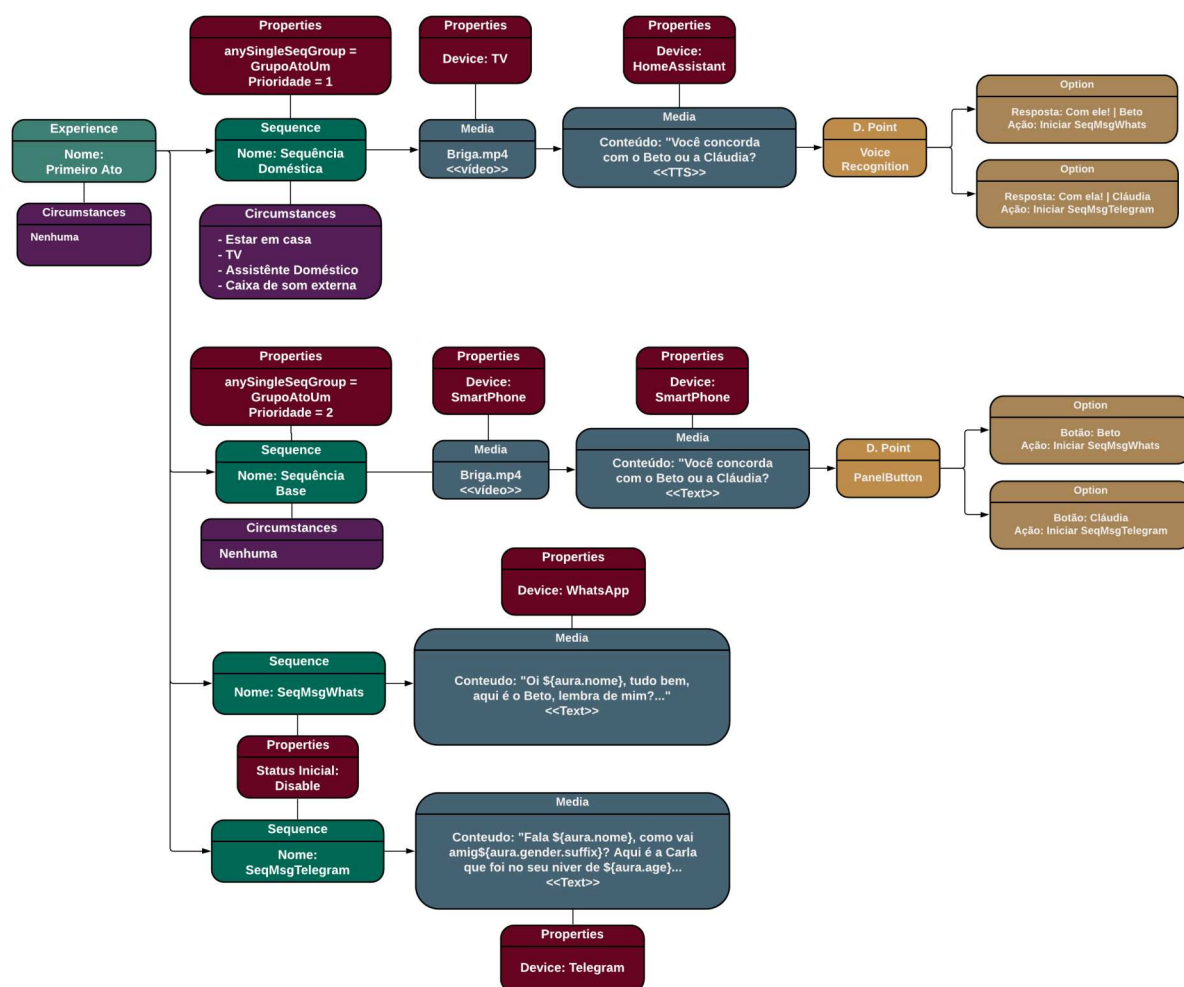 Properties
anySingleSeqGroup =
GrupoAtoUm
Prioridade = 1
Properties
Device: TV
Properties
Device:
HomeAssistant
Experience
Nome:
Primeiro Ato
Circumstances
Nenhuma
Sequence
Nome: Sequência
Doméstica
Circumstances
- Estar em casa
- TV
- Assistênte Doméstico
- Caixa de som externa
Media
Briga.mp4
<<vídeo>>
Media
Conteúdo: "Você concorda
com o Beto ou a Cláudia?
<<TTS>>
D. Point
Voice
Recognition
Option
Resposta: Com ele! | Beto
Ação: Iniciar SeqMsgWhats
Option
Resposta: Com ela! | Cláudia
Ação: Iniciar SeqMsgTelegram
Properties
anySingleSeqGroup =
GrupoAtoUm
Prioridade = 2
Properties
Device:
SmartPhone
Properties
Device:
SmartPhone
Sequence
Nome: Sequência
Base
Circumstances
Nenhuma
Media
Briga.mp4
<<vídeo>>
Media
Conteúdo: "Você concorda
com o Beto ou a Cláudia?
<<Text>>
D. Point
PanelButton
Option
Botão: Beto
Ação: Iniciar SeqMsgWhats
Option
Botão: Cláudia
Ação: Iniciar SeqMsgTelegram
Properties
Device: WhatsApp
Sequence
Nome: SeqMsgWhats
Media
Conteudo: "Oi ${aura.nome}, tudo bem,
aqui é o Beto, lembra de mim?..."
<<Text>>
Properties
Status Inicial:
Disable
Sequence
Nome:
SeqMsgTelegram
Media
Conteudo: "Fala ${aura.nome}, como vai
amig${aura.gender.suffix}? Aqui é a Carla
que foi no seu niver de ${aura.age}...
<<Text>>
Properties
Device: Telegram